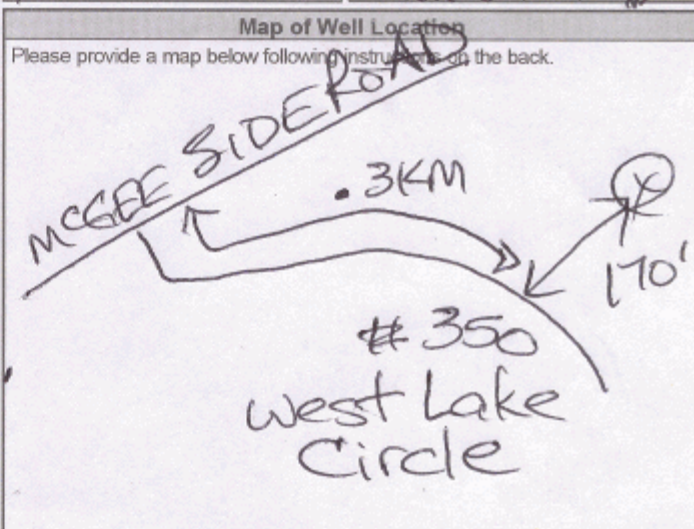 Map of Well Location
Please provide a map below following instructions on the back.
McGEE SIDEROAD
.3KM
X
170'
# 350
West Lake
Circle